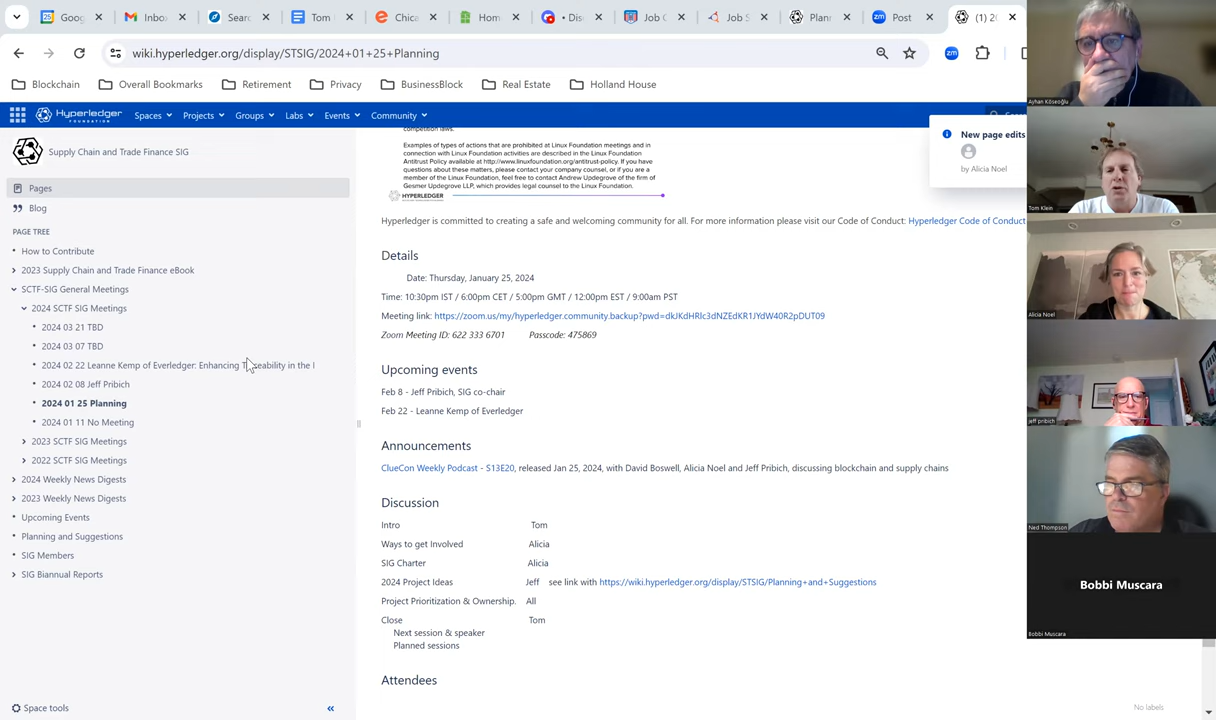 Goog
Inbo
Searc
Tom
Chica
Hom
• Dis
Job C
Job
Plann
Post
(1) 20
wiki.hyperledger.org/display/STSIG/2024+01+25+Planning
zm
Blockchain
Overall Bookmarks
Retirement
Privacy
BusinessBlock
Real Estate
Holland House
HYPERLEDGER FOUNDATION
Spaces
Projects
Groups
Labs
Events
Community
Supply Chain and Trade Finance SIG
Pages
Blog
PAGE TREE
How to Contribute
2023 Supply Chain and Trade Finance eBook
SCTF-SIG General Meetings
2024 SCTF SIG Meetings
2024 03 21 TBD
2024 03 07 TBD
2024 02 22 Leanne Kemp of Everledger: Enhancing Traceability in the
2024 02 08 Jeff Pribich
2024 01 25 Planning
2024 01 11 No Meeting
2023 SCTF SIG Meetings
2022 SCTF SIG Meetings
2024 Weekly News Digests
2023 Weekly News Digests
Upcoming Events
Planning and Suggestions
SIG Members
SIG Biannual Reports
Space tools
competition laws.
Examples of types of actions that are prohibited at Linux Foundation meetings and in
connection with Linux Foundation activities are described in the Linux Foundation
Antitrust Policy available at http://www.linuxfoundation.org/antitrust-policy. If you have
questions about these matters, please contact your company counsel, or if you are a
member of the Linux Foundation, feel free to contact Andrew Updegrove of the firm of
Gesmer Updegrove LLP, which provides legal counsel to the Linux Foundation.
HYPERLEDGER
New page edits
by Alicia Noel
Hyperledger is committed to creating a safe and welcoming community for all. For more information please visit our Code of Conduct: Hyperledger Code of Conduct
Details
Date: Thursday, January 25, 2024
Time: 10:30pm IST / 6:00pm CET / 5:00pm GMT / 12:00pm EST / 9:00am PST
Meeting link: https://zoom.us/my/hyperledger.community.backup?pwd=dkJKdHRlc3dNZEdKR1JYdW40R2pDUT09
Zoom Meeting ID: 622 333 6701 Passcode: 475869
Upcoming events
Feb 8 - Jeff Pribich, SIG co-chair
Feb 22 - Leanne Kemp of Everledger
Announcements
ClueCon Weekly Podcast - S13E20, released Jan 25, 2024, with David Boswell, Alicia Noel and Jeff Pribich, discussing blockchain and supply chains
Discussion
Intro Tom
Ways to get Involved Alicia
SIG Charter Alicia
2024 Project Ideas Jeff see link with https://wiki.hyperledger.org/display/STSIG/Planning+and+Suggestions
Project Prioritization & Ownership. All
Close Tom
Next session & speaker
Planned sessions
Attendees
No labels
Ayhan Köseoğlu
Tom Klein
Alicia Noel
jeff pribich
Ned Thompson
Bobbi Muscara
Bobbi Muscara